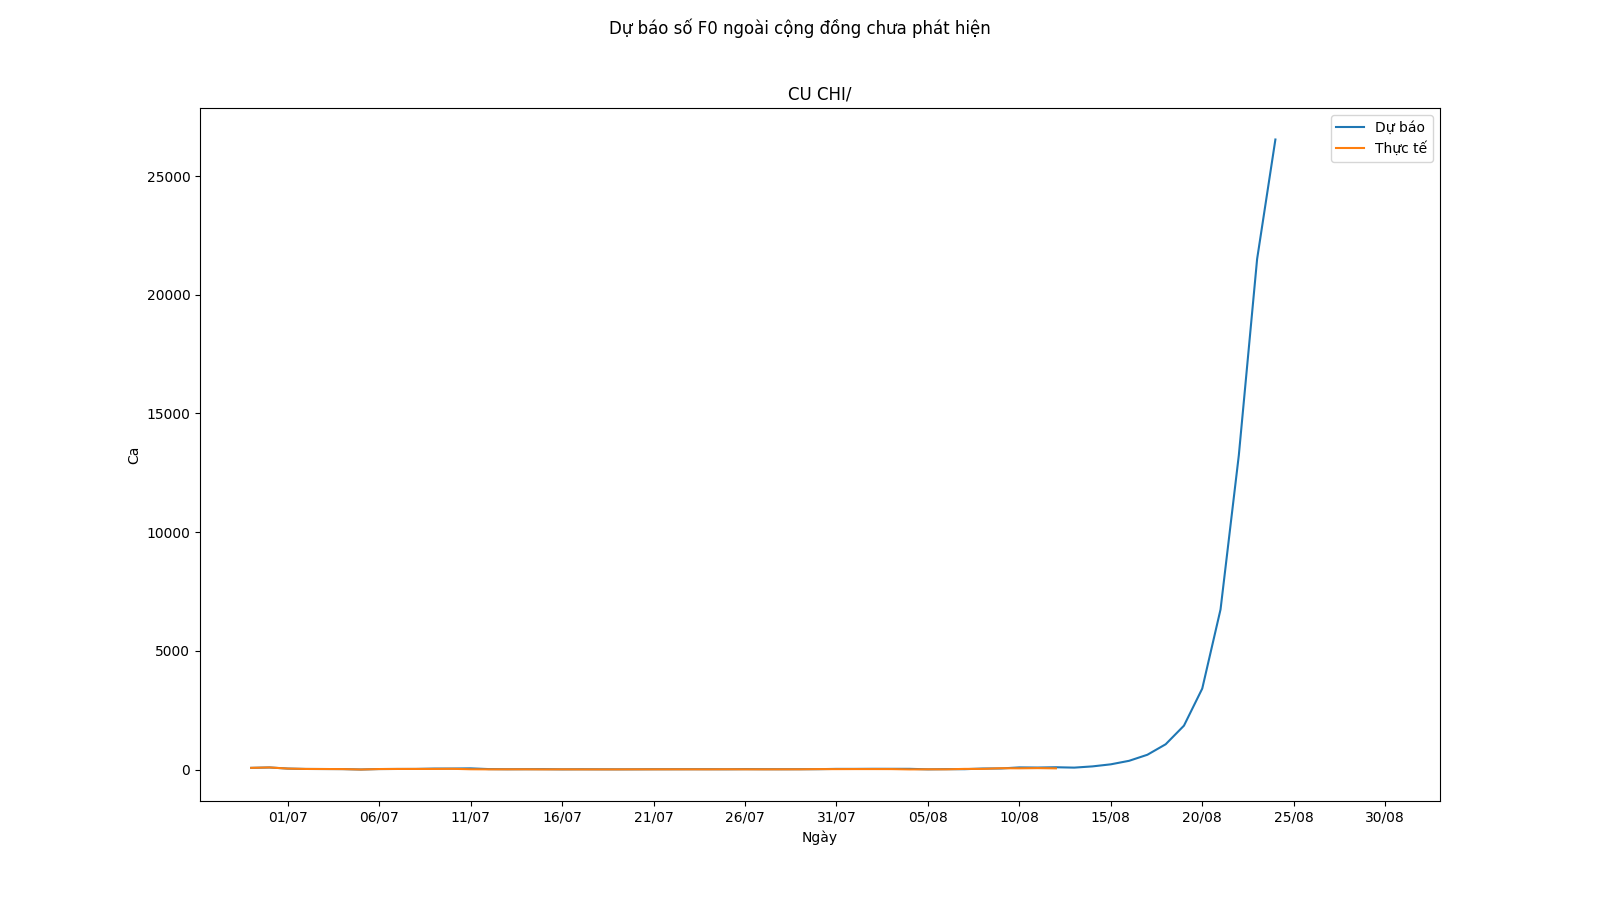 Dự báo số F0 ngoài cộng đồng chưa phát hiện
CU CHI/
Dự báo
Thực tế
25000
20000
15000
10000
5000
0
Ca
01/07 06/07 11/07 16/07 21/07 26/07 31/07 05/08 10/08 15/08 20/08 25/08 30/08
Ngày